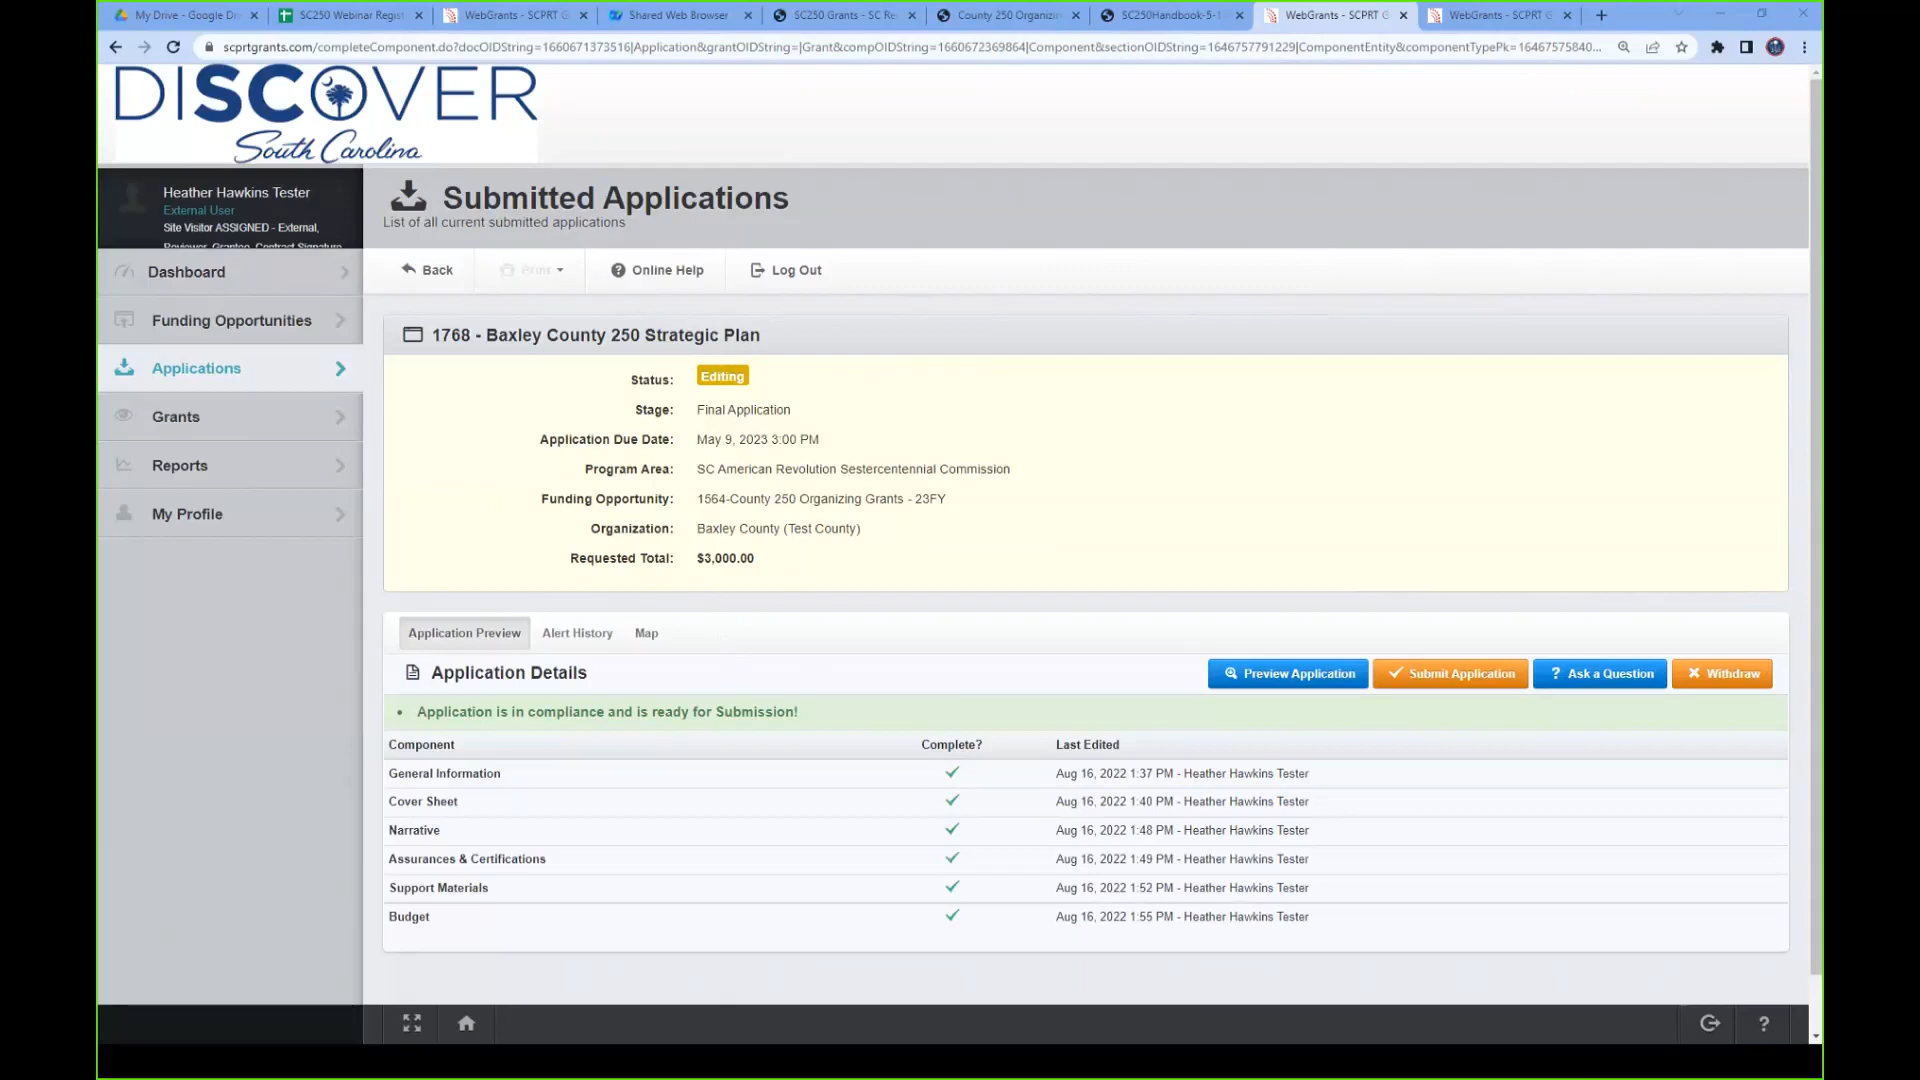 My Drive - Google Dri
SC250 Webinar Regist
WebGrants - SCPRT G
Shared Web Browser
SC250 Grants - SC Re
County 250 Organizin
SC250Handbook-5-1
WebGrants - SCPRT G
WebGrants - SCPRT G
scprtgrants.com/completeComponent.do?docOIDString=1660671373516|Application&grantOIDString=|Grant&compOIDString=1660672369864|Component&sectionOIDString=1646757791229|ComponentEntity&componentTypePk=16467575840...
DISCOVER
South Carolina
Heather Hawkins Tester
External User
Site Visitor ASSIGNED - External,
Reviewer, Grantee, Contract Signature
Dashboard
Funding Opportunities
Applications
Grants
Reports
My Profile
Submitted Applications
List of all current submitted applications
Back
Print
Online Help
Log Out
1768 - Baxley County 250 Strategic Plan
Status: Editing
Stage: Final Application
Application Due Date: May 9, 2023 3:00 PM
Program Area: SC American Revolution Sestercentennial Commission
Funding Opportunity: 1564-County 250 Organizing Grants - 23FY
Organization: Baxley County (Test County)
Requested Total: $3,000.00
Application Preview Alert History Map
Application Details
Preview Application
Submit Application
? Ask a Question
Withdraw
• Application is in compliance and is ready for Submission!
Component Complete? Last Edited
General Information Aug 16, 2022 1:37 PM - Heather Hawkins Tester
Cover Sheet Aug 16, 2022 1:40 PM - Heather Hawkins Tester
Narrative Aug 16, 2022 1:48 PM - Heather Hawkins Tester
Assurances & Certifications Aug 16, 2022 1:49 PM - Heather Hawkins Tester
Support Materials Aug 16, 2022 1:52 PM - Heather Hawkins Tester
Budget Aug 16, 2022 1:55 PM - Heather Hawkins Tester
?